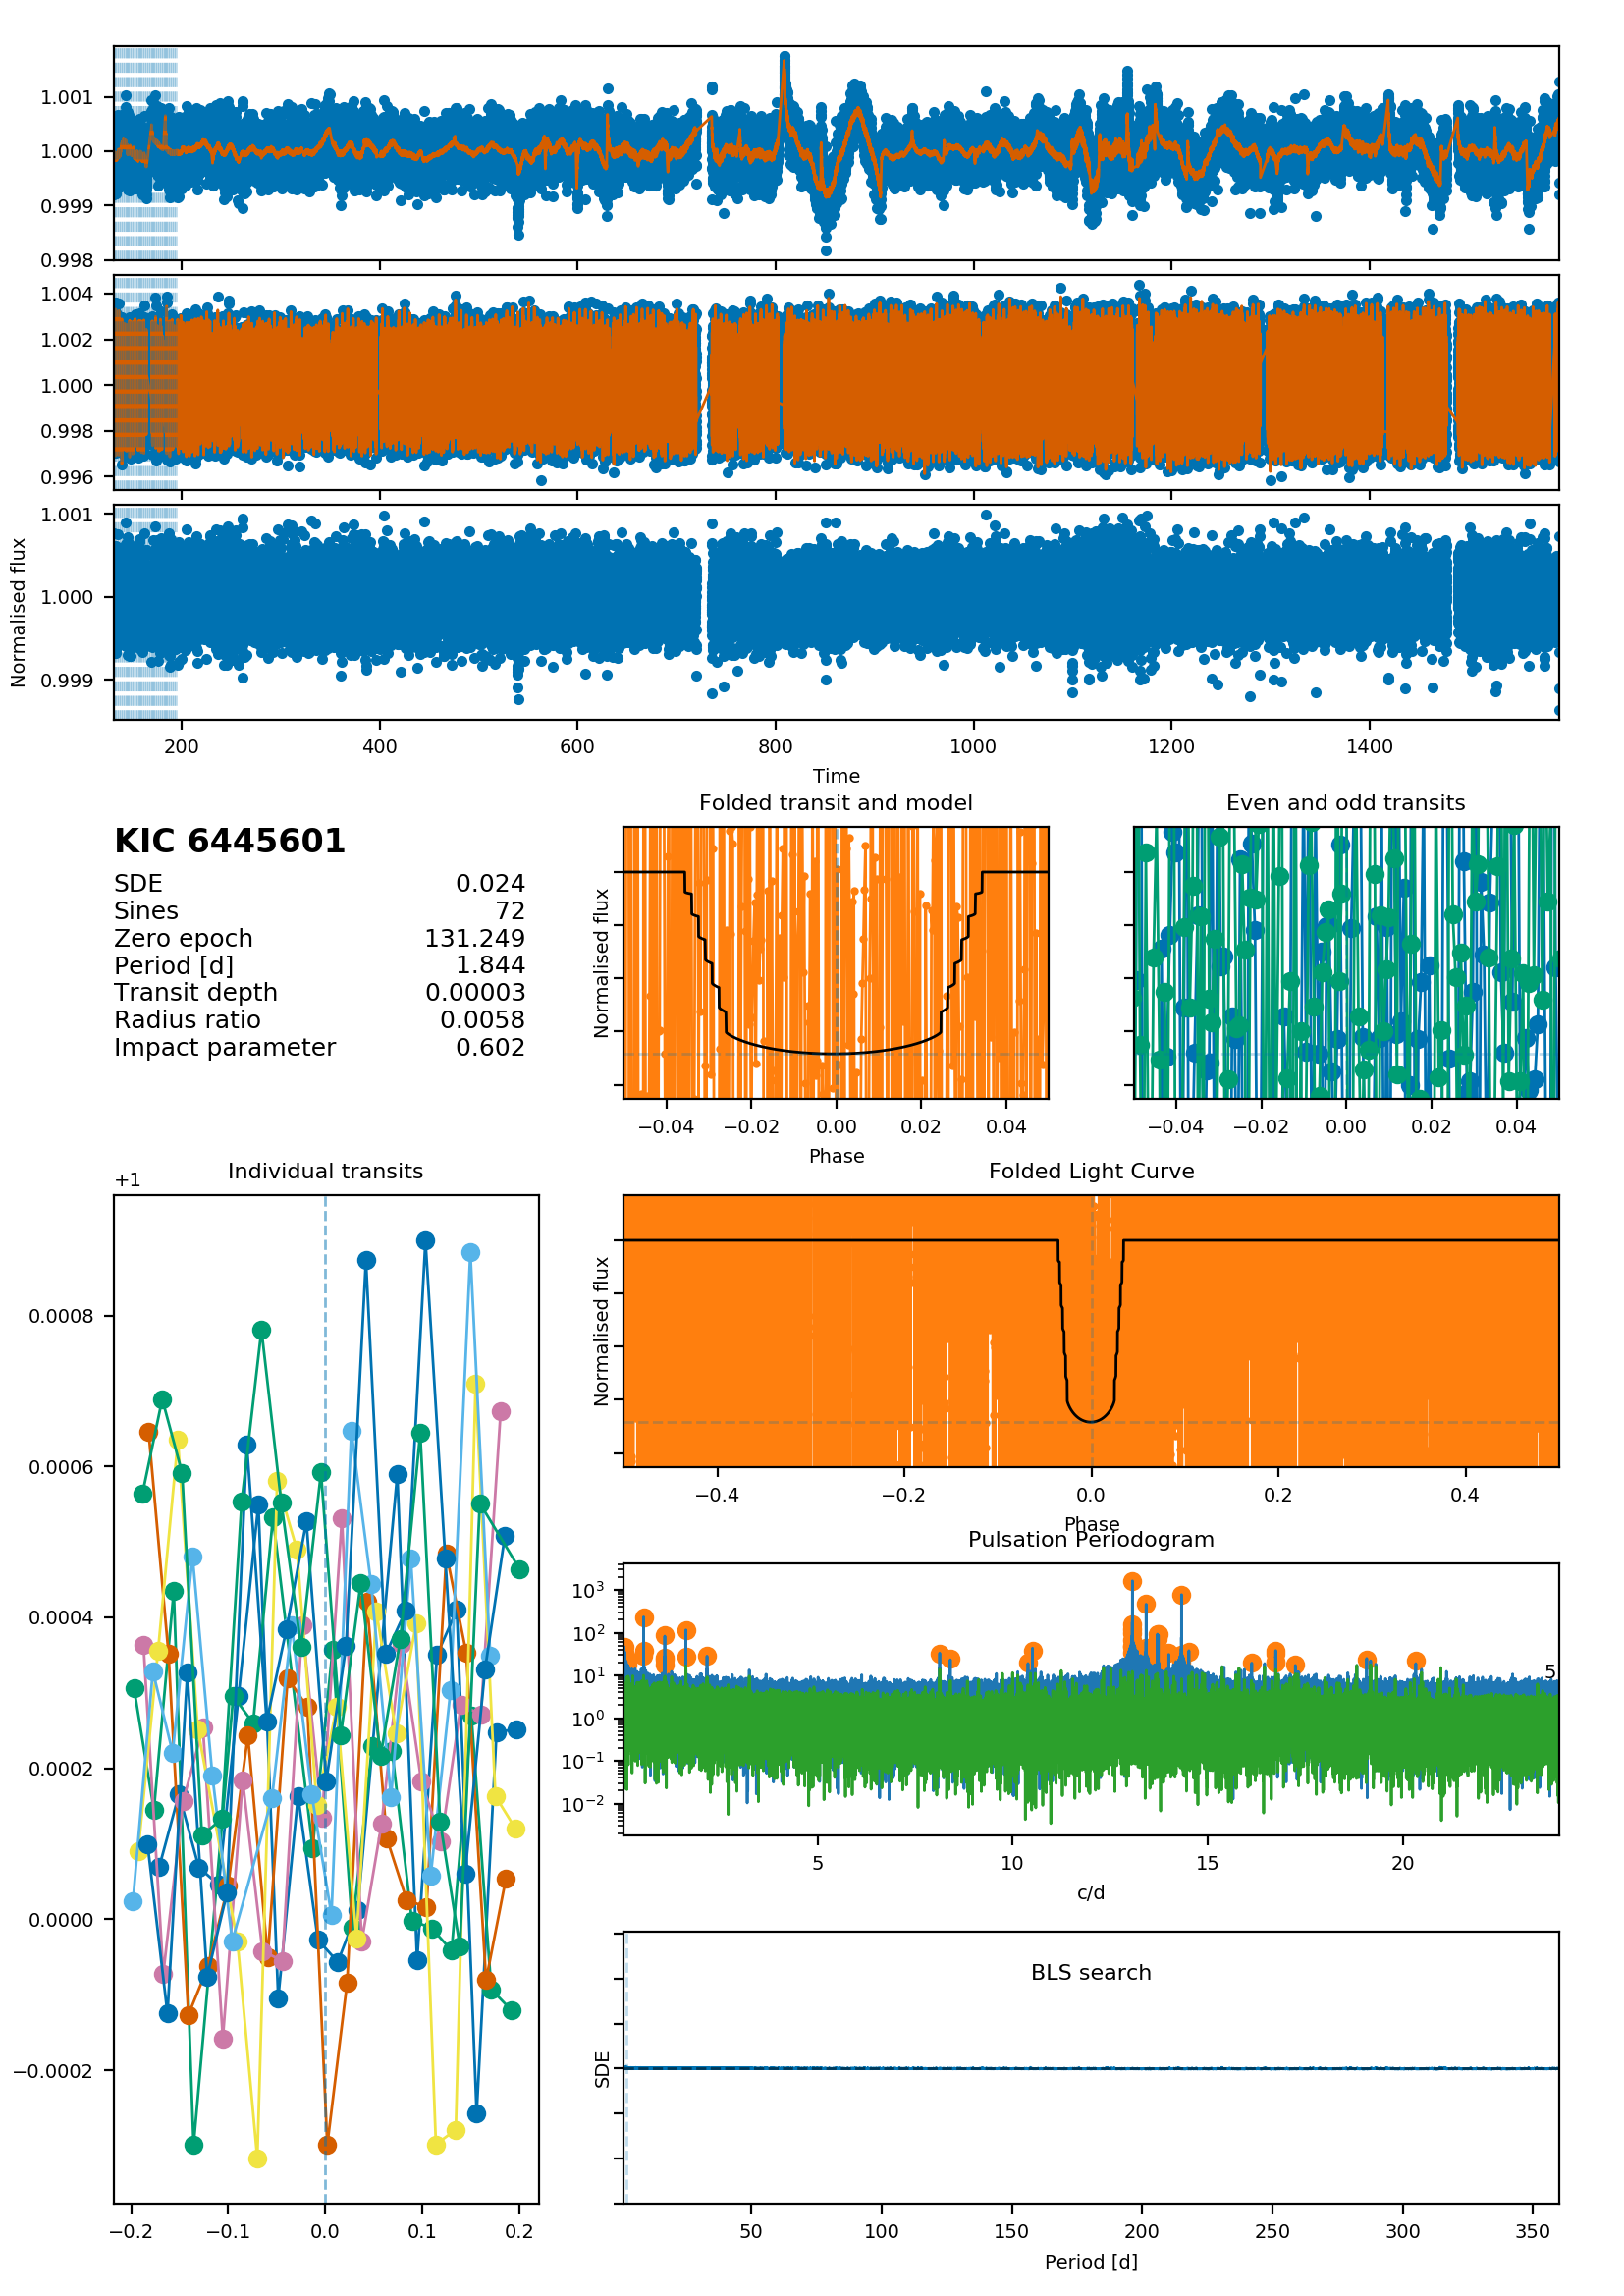 1.001
1.000
0.999
0.998
1.004
1.002
1.000
0.998
0.996
1.001
1.000
0.999
Normalised flux
200 400 600 800 1000 1200 1400
Time
KIC 6445601
SDE 0.024
Sines 72
Zero epoch 131.249
Period [d] 1.844
Transit depth 0.00003
Radius ratio 0.0058
Impact parameter 0.602
Folded transit and model
Normalised flux
−0.04 −0.02 0.00 0.02 0.04
Phase
Even and odd transits
−0.04 −0.02 0.00 0.02 0.04
Individual transits
+1
0.0008
0.0006
0.0004
0.0002
0.0000
−0.0002
−0.2 −0.1 0.0 0.1 0.2
Folded Light Curve
Normalised flux
−0.4 −0.2 0.0 0.2 0.4
Phase
Pulsation Periodogram
10³
10²
10¹
10⁰
10⁻¹
10⁻²
5
5 10 15 20
c/d
BLS search
SDE
50 100 150 200 250 300 350
Period [d]